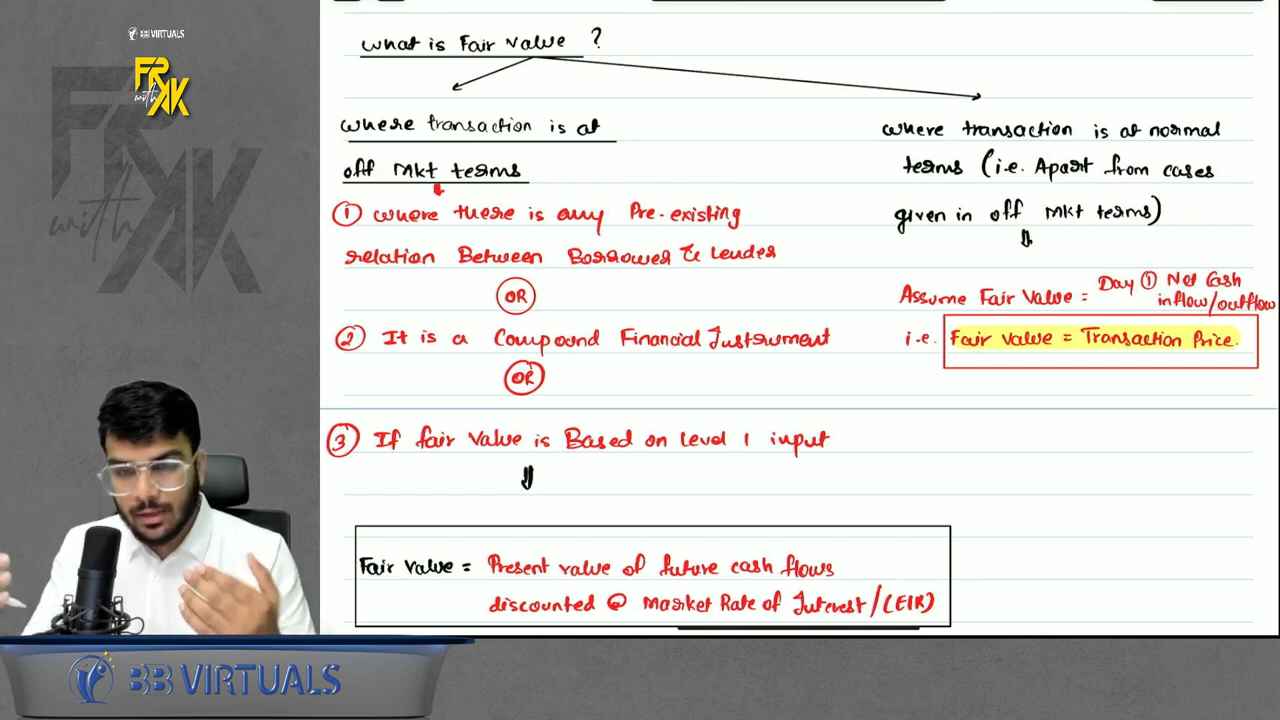 BB VIRTUALS
FR
with
AK
FR
with
AK
What is Fair Value ?
where transaction is at
off Mkt terms
① where there is any Pre-existing
relation Between Borrower & Lender
OR
② It is a Compound Financial Instrument
OR
③ If fair value is Based on Level 1 input
Fair Value = Present value of future cash flows
discounted @ Market Rate of Interest/(EIR)
where transaction is at normal
terms (i.e. Apart from cases
given in off Mkt terms)
Assume Fair Value = Day ① Net Cash
inflow/outflow
i.e. Fair Value = Transaction Price.
BB VIRTUALS